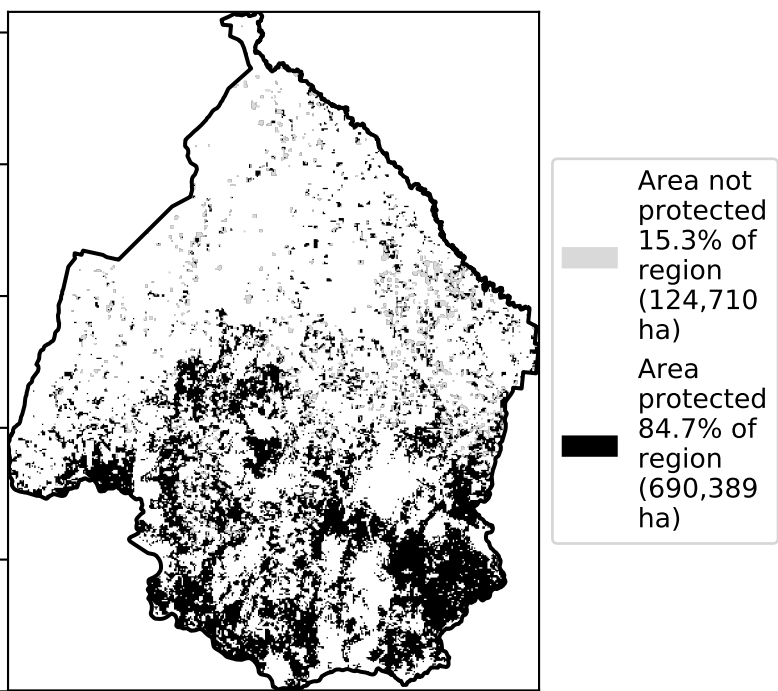 Area not
protected
15.3% of
region
(124,710
ha)
Area
protected
84.7% of
region
(690,389
ha)